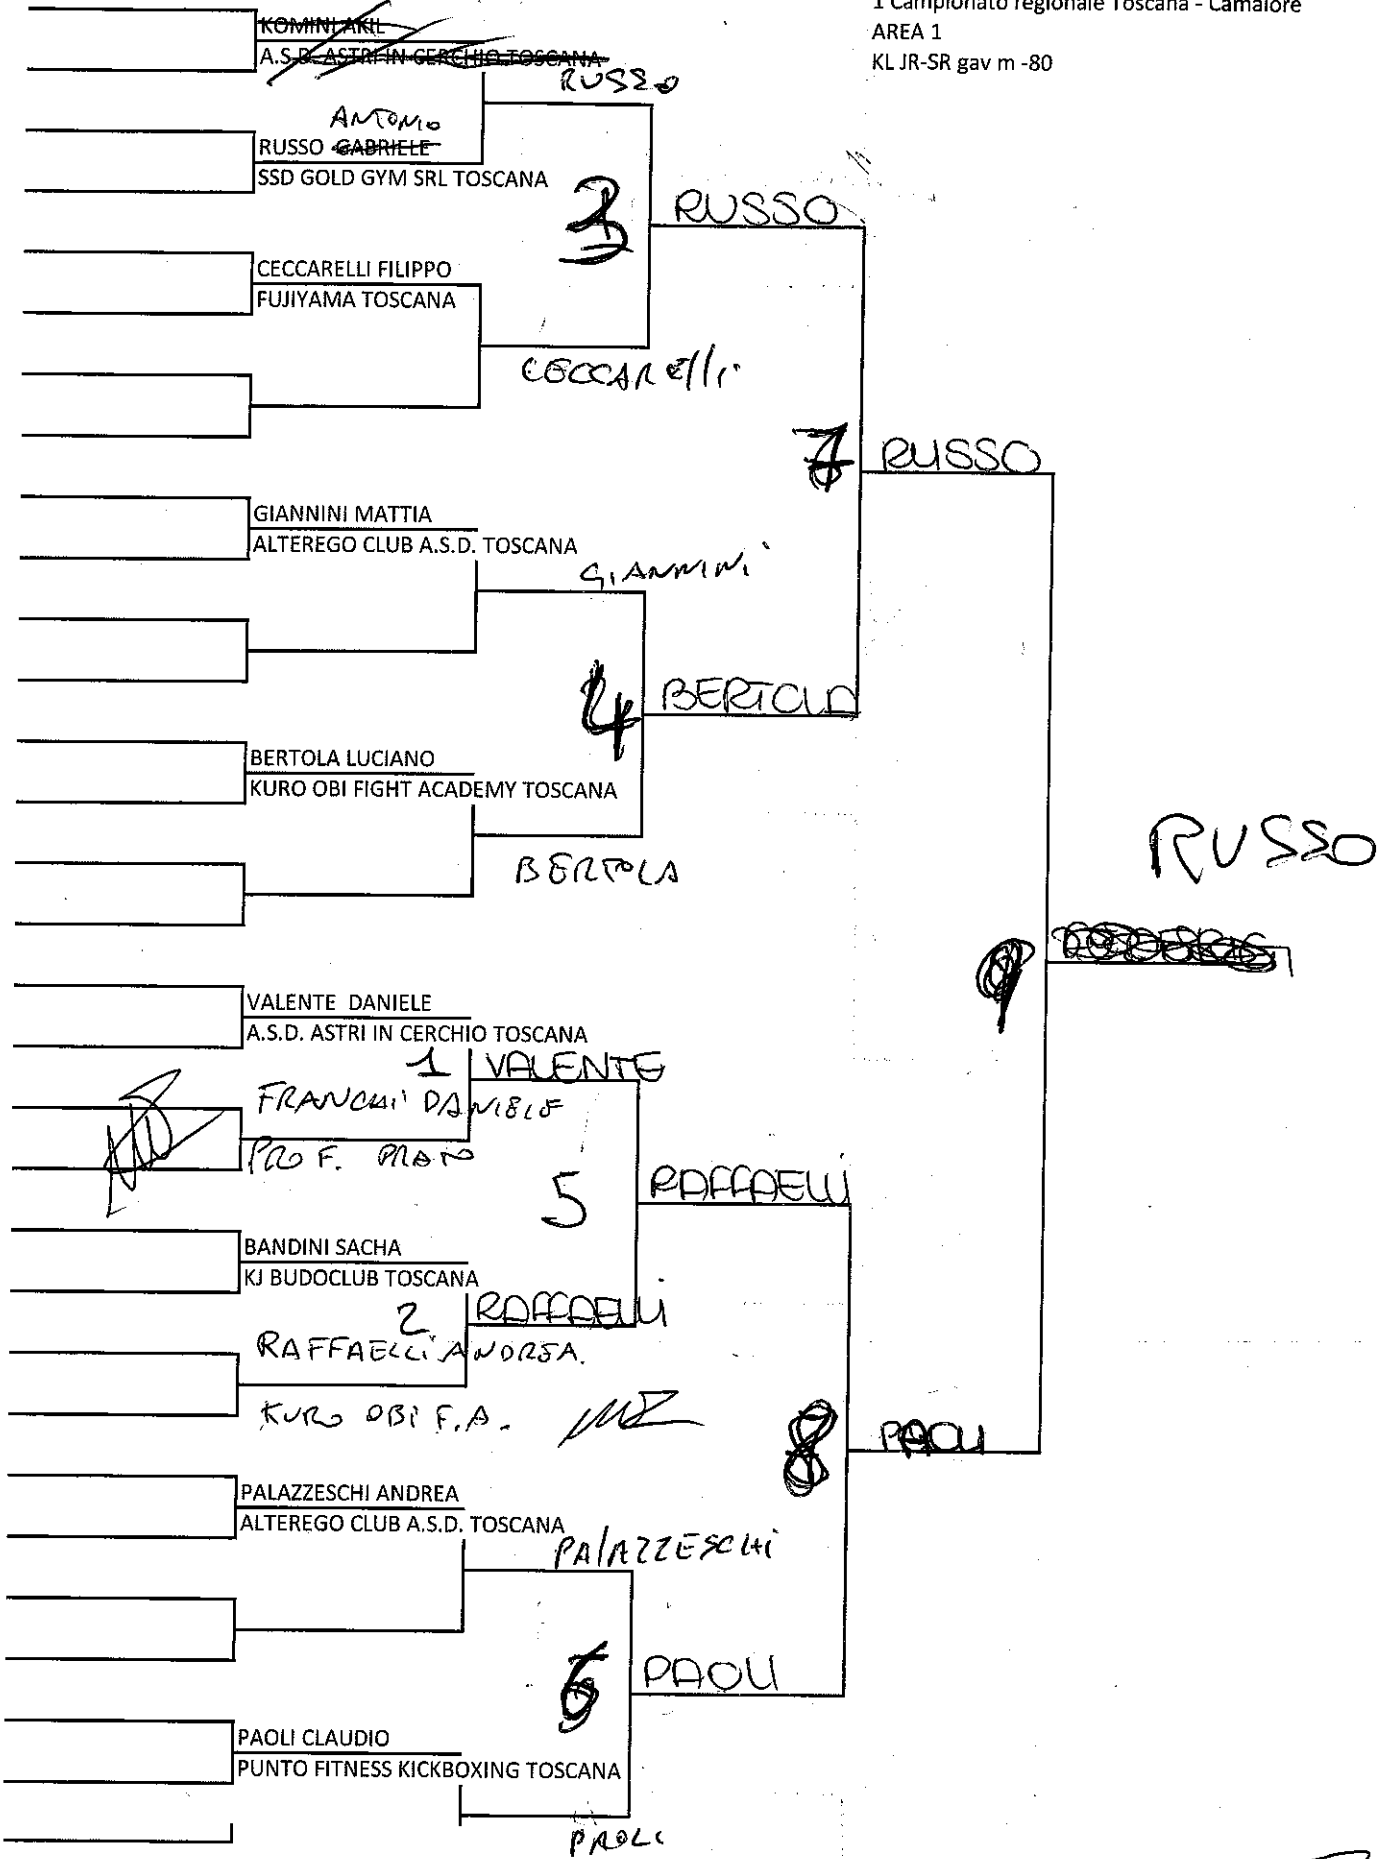 1 Campionato regionale Toscana - Camaiore
AREA 1
KL JR-SR gav m -80
KOMINI AKIL
A.S.D. ASTRI IN CERCHIO TOSCANA
RUSSO
ANTONIO
RUSSO GABRIELE
SSD GOLD GYM SRL TOSCANA
3
RUSSO
CECCARELLI FILIPPO
FUJIYAMA TOSCANA
CECCARElli
7
RUSSO
GIANNINI MATTIA
ALTEREGO CLUB A.S.D. TOSCANA
GIANNINI
4
BERTOLA
BERTOLA LUCIANO
KURO OBI FIGHT ACADEMY TOSCANA
BERTOLA
RUSSO
9
VALENTE DANIELE
A.S.D. ASTRI IN CERCHIO TOSCANA
1 VALENTE
FRANCHI DANIELE
PRO F. PRATO
5
RAFFAELLI
BANDINI SACHA
KJ BUDOCLUB TOSCANA
2 RAFFAELLI
RAFFAELLI ANDREA.
KURO OBI F.A.
8
PAOLI
PALAZZESCHI ANDREA
ALTEREGO CLUB A.S.D. TOSCANA
PAlAZZESCHI
6
PAOLI
PAOLI CLAUDIO
PUNTO FITNESS KICKBOXING TOSCANA
PAOLI